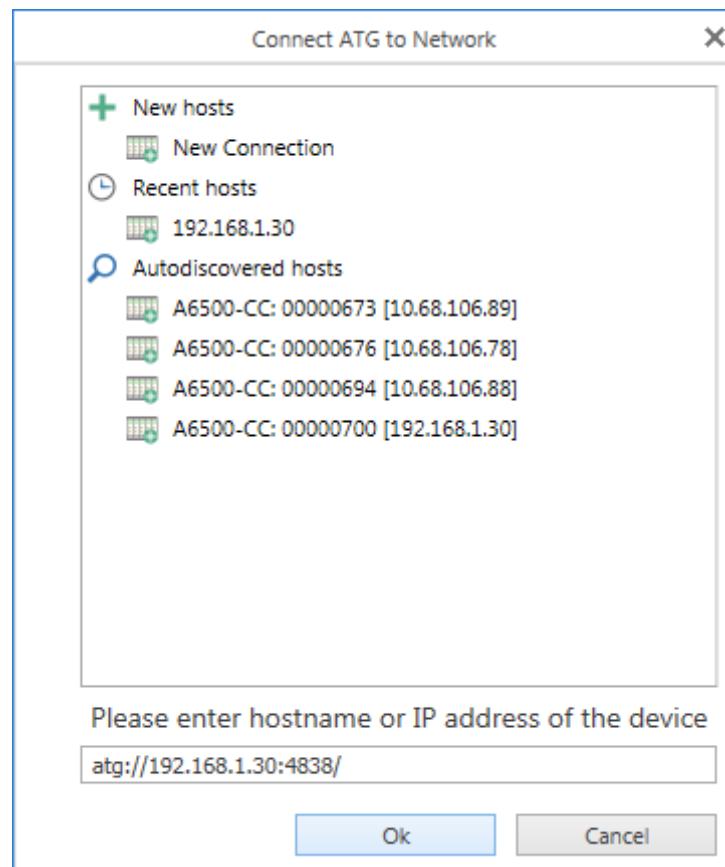 Connect ATG to Network
New hosts
New Connection
Recent hosts
192.168.1.30
Autodiscovered hosts
A6500-CC: 00000673 [10.68.106.89]
A6500-CC: 00000676 [10.68.106.78]
A6500-CC: 00000694 [10.68.106.88]
A6500-CC: 00000700 [192.168.1.30]
Please enter hostname or IP address of the device
atg://192.168.1.30:4838/
Ok Cancel